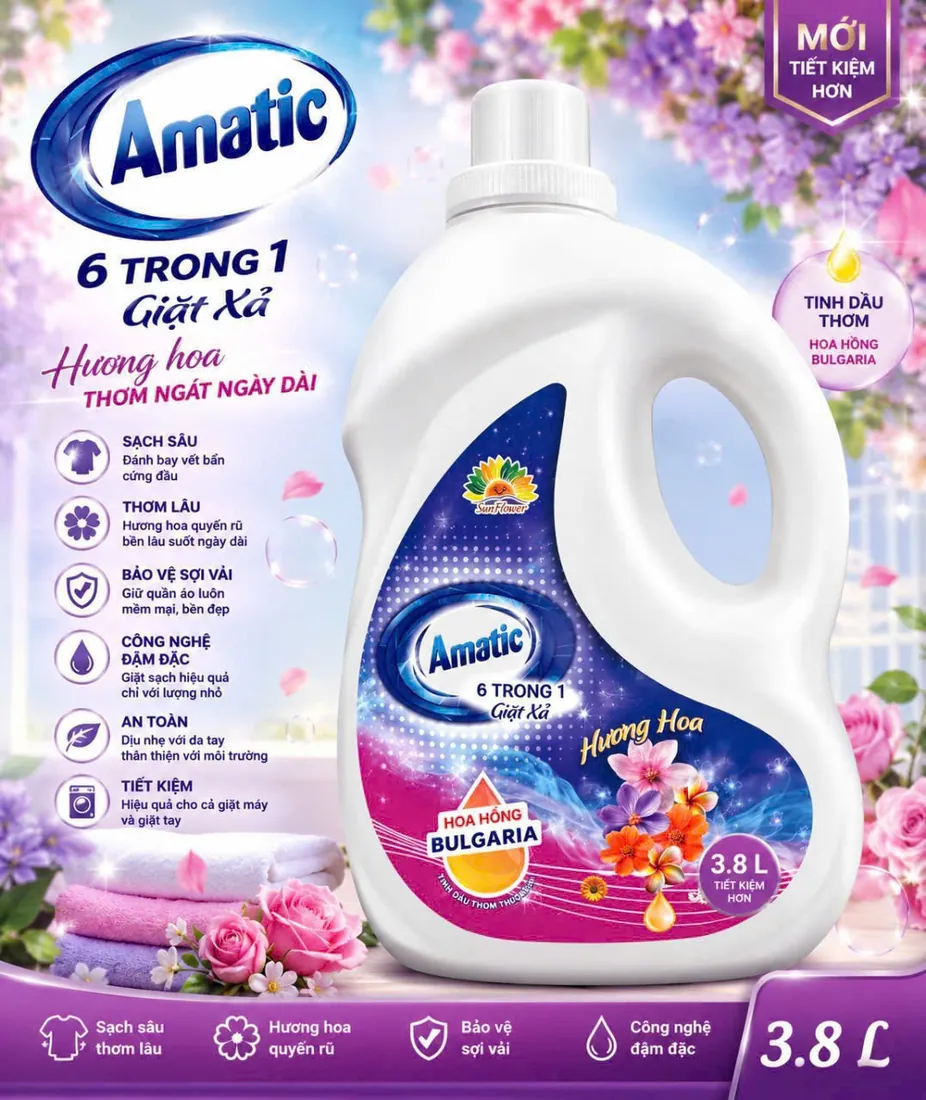 Amatic
6 TRONG 1
Giặt Xả
Hương hoa
THƠM NGÁT NGÀY DÀI
SẠCH SÂU
Đánh bay vết bẩn
cứng đầu
THƠM LÂU
Hương hoa quyến rũ
bền lâu suốt ngày dài
BẢO VỆ SỢI VẢI
Giữ quần áo luôn
mềm mại, bền đẹp
CÔNG NGHỆ
ĐẬM ĐẶC
Giặt sạch hiệu quả
chỉ với lượng nhỏ
AN TOÀN
Dịu nhẹ với da tay
thân thiện với môi trường
TIẾT KIỆM
Hiệu quả cho cả giặt máy
và giặt tay
MỚI
TIẾT KIỆM
HƠN
TINH DẦU
THƠM
HOA HỒNG
BULGARIA
SunFlower
Amatic
6 TRONG 1
Giặt Xả
Hương Hoa
HOA HỒNG
BULGARIA
TINH DẦU THƠM
3.8 L
TIẾT KIỆM
HƠN
Sạch sâu
thơm lâu
Hương hoa
quyến rũ
Bảo vệ
sợi vải
Công nghệ
đậm đặc
3.8 L